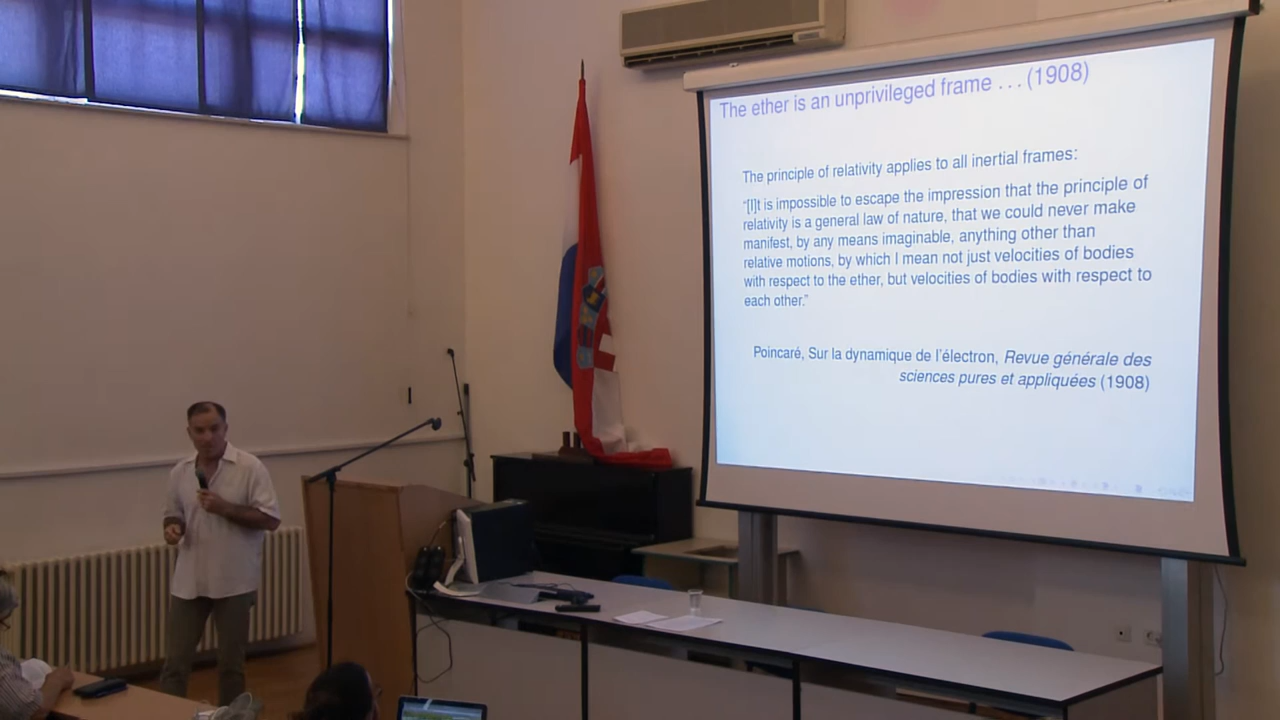 The ether is an unprivileged frame ... (1908)
The principle of relativity applies to all inertial frames:
"[I]t is impossible to escape the impression that the principle of
relativity is a general law of nature, that we could never make
manifest, by any means imaginable, anything other than
relative motions, by which I mean not just velocities of bodies
with respect to the ether, but velocities of bodies with respect to
each other."
Poincaré, Sur la dynamique de l'électron, Revue générale des
sciences pures et appliquées (1908)